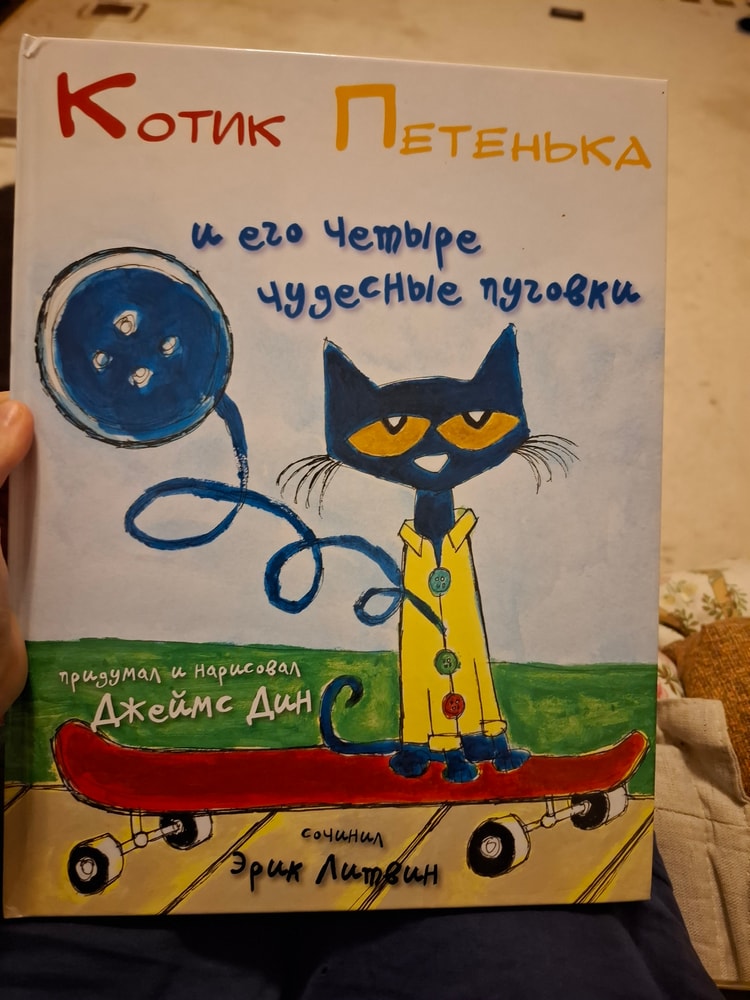 Котик Петенька
и его четыре
чудесные пуговки
придумал и нарисовал
Джеймс Дин
сочинил
Эрик Литвин